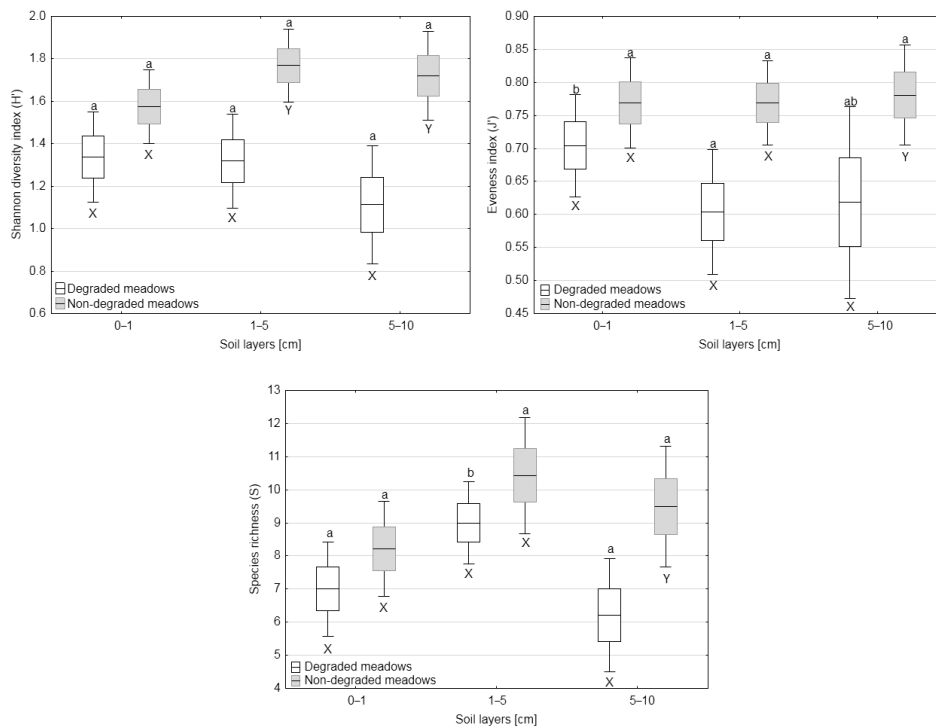 Shannon diversity index (H')
2.0
1.8
1.6
1.4
1.2
1.0
0.8
0.6
a
a
a
a
a
a
X
X
X
Y
X
Y
Degraded meadows
Non-degraded meadows
0–1
1–5
5–10
Soil layers [cm]
Eveness index (J')
0.90
0.85
0.80
0.75
0.70
0.65
0.60
0.55
0.50
0.45
b
a
a
a
ab
a
X
X
X
X
X
Y
Degraded meadows
Non-degraded meadows
0–1
1–5
5–10
Soil layers [cm]
Species richness (S)
13
12
11
10
9
8
7
6
5
4
a
a
b
a
a
a
X
X
X
X
X
Y
Degraded meadows
Non-degraded meadows
0–1
1–5
5–10
Soil layers [cm]